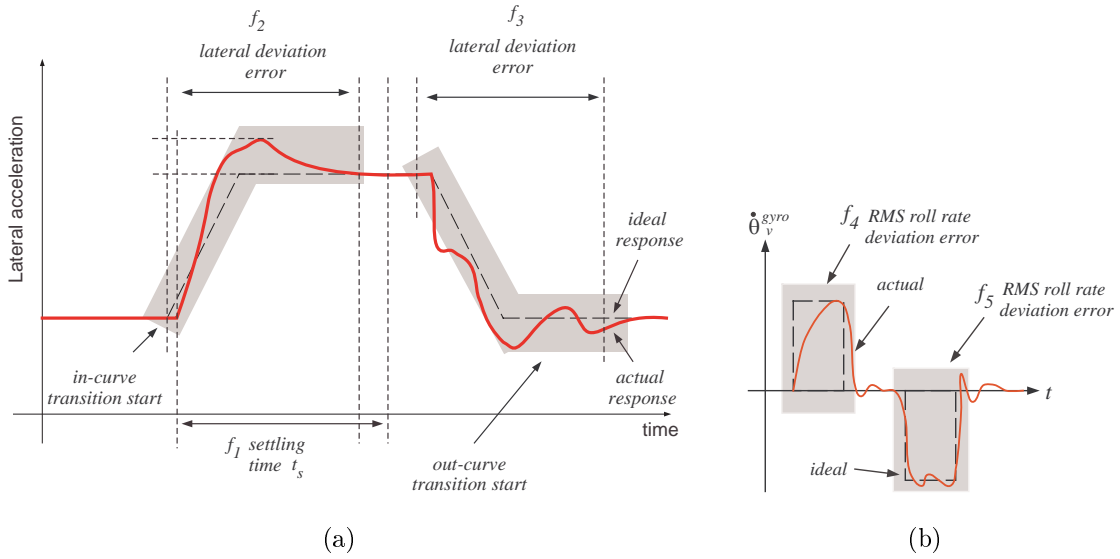 f2
lateral deviation
error
f3
lateral deviation
error
Lateral acceleration
ideal
response
in-curve
transition start
actual
response
time
f1 settling
time ts
out-curve
transition start
(a)
θ̇vgyro
f4 RMS roll rate
deviation error
actual
f5 RMS roll rate
deviation error
t
ideal
(b)